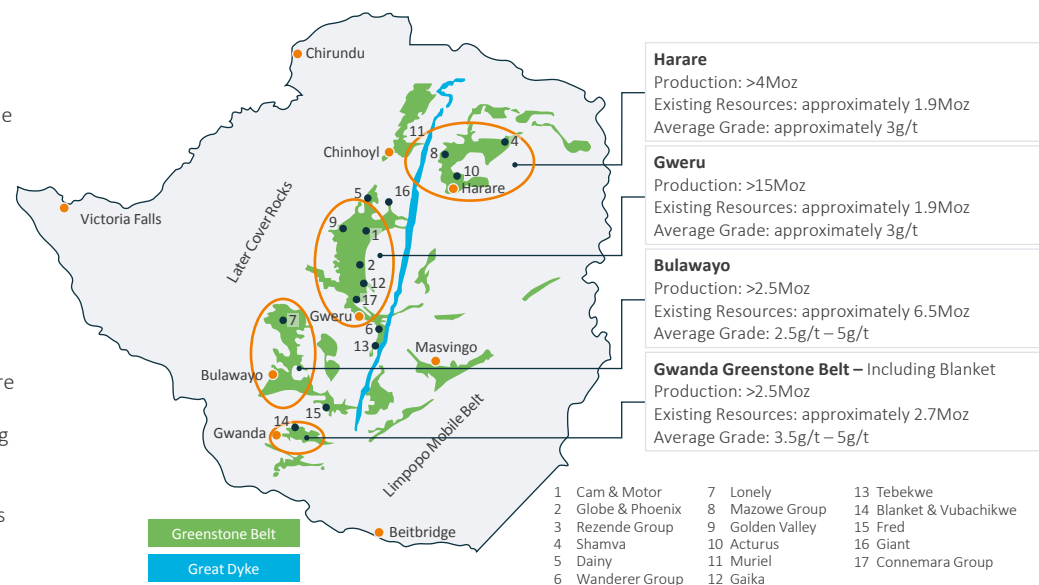 e
re
g
s
Chirundu
Chinhoyl
11
8
4
10
Harare
Victoria Falls
Later Cover Rocks
5
16
9
1
2
12
17
Gweru
6
13
Masvingo
7
Bulawayo
15
14
Gwanda
Limpopo Mobile Belt
Beitbridge
Greenstone Belt
Great Dyke
Harare
Production: >4Moz
Existing Resources: approximately 1.9Moz
Average Grade: approximately 3g/t
Gweru
Production: >15Moz
Existing Resources: approximately 1.9Moz
Average Grade: approximately 3g/t
Bulawayo
Production: >2.5Moz
Existing Resources: approximately 6.5Moz
Average Grade: 2.5g/t – 5g/t
Gwanda Greenstone Belt – Including Blanket
Production: >2.5Moz
Existing Resources: approximately 2.7Moz
Average Grade: 3.5g/t – 5g/t
1 Cam & Motor
2 Globe & Phoenix
3 Rezende Group
4 Shamva
5 Dainy
6 Wanderer Group
7 Lonely
8 Mazowe Group
9 Golden Valley
10 Acturus
11 Muriel
12 Gaika
13 Tebekwe
14 Blanket & Vubachikwe
15 Fred
16 Giant
17 Connemara Group